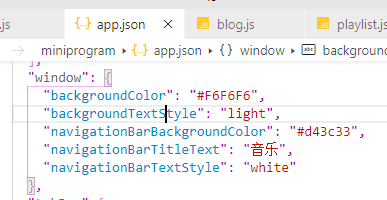 .js app.json blog.js playlist.js
miniprogram > app.json > window > backgroun
],
"window": {
"backgroundColor": "#F6F6F6",
"backgroundTextStyle": "light",
"navigationBarBackgroundColor": "#d43c33",
"navigationBarTitleText": "音乐",
"navigationBarTextStyle": "white"
},